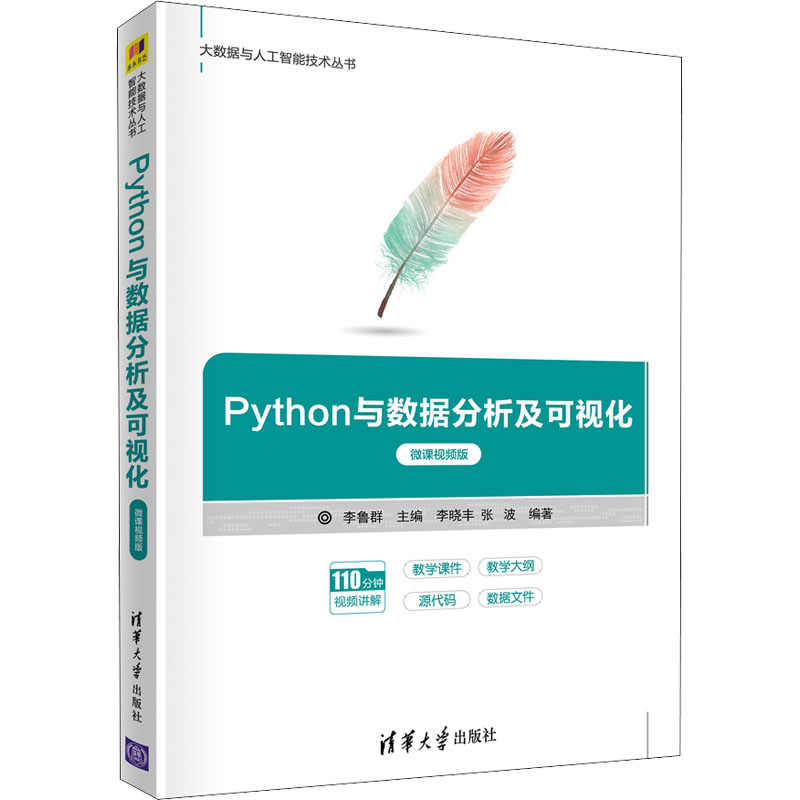 大数据与人工智能技术丛书
Python与数据分析及可视化
微课视频版
李鲁群 主编 李晓丰 张 波 编著
110分钟
视频讲解
教学课件
教学大纲
源代码
数据文件
清华大学出版社
大数据与人工
智能技术丛书
Python与数据分析及可视化
微课视频版
清华大学出版社